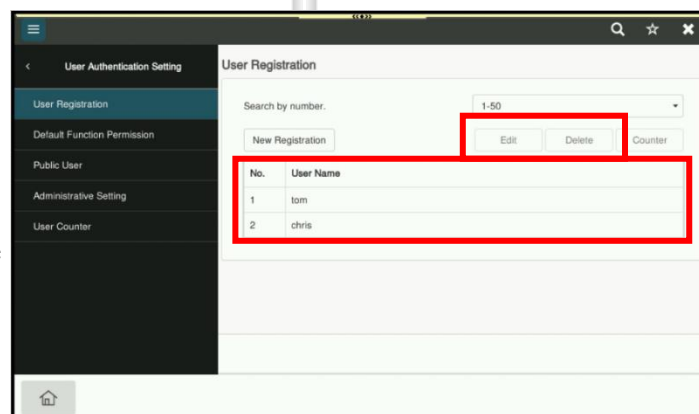 User Authentication Setting
User Registration
Default Function Permission
Public User
Administrative Setting
User Counter
User Registration
Search by number.
1-50
New Registration
Edit
Delete
Counter
No.
User Name
1
tom
2
chris